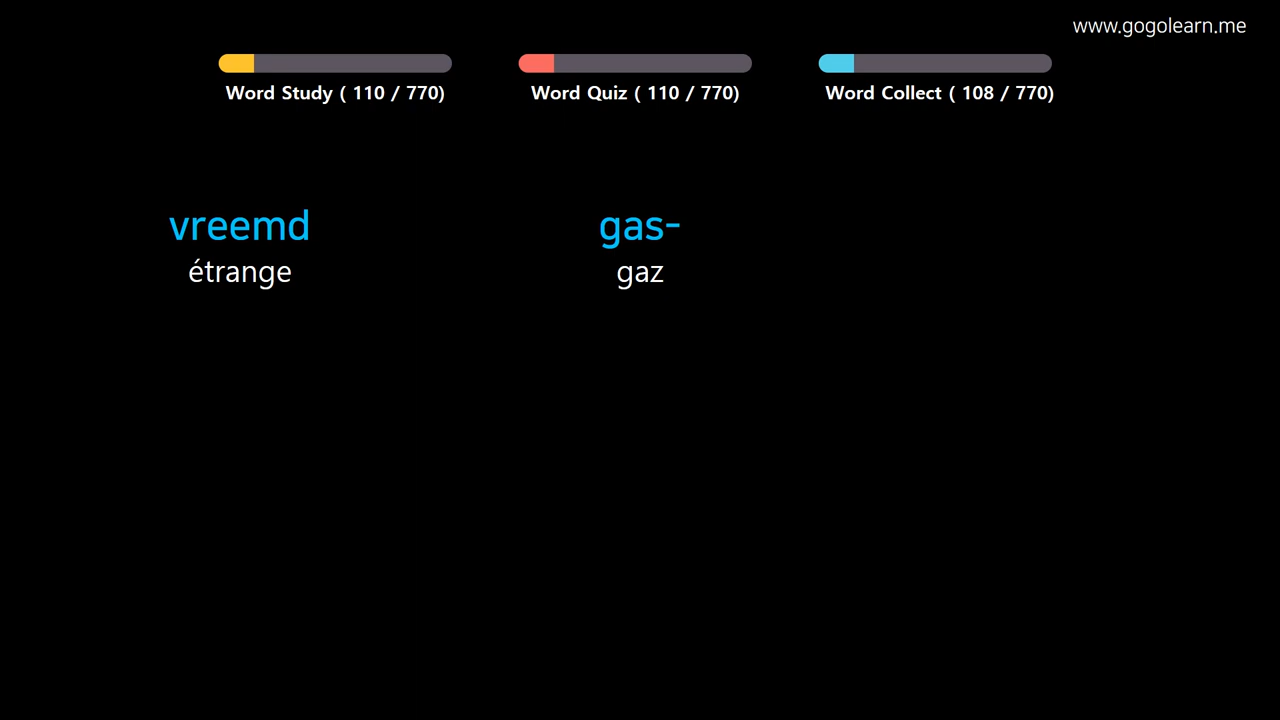 www.gogolearn.me
Word Study ( 110 / 770)
Word Quiz ( 110 / 770)
Word Collect ( 108 / 770)
vreemd
étrange
gas-
gaz